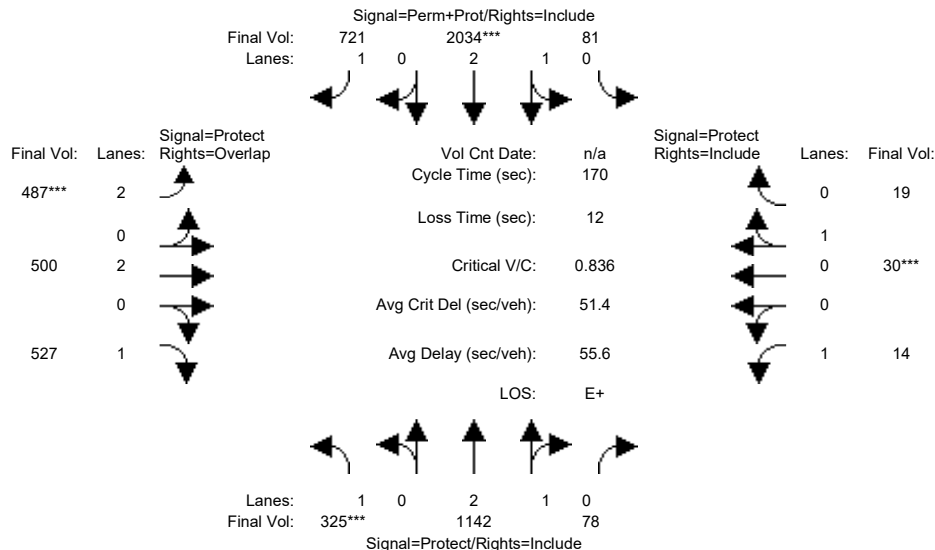 Signal=Perm+Prot/Rights=Include
Final Vol: 721 2034*** 81
Lanes: 1 0 2 1 0
Signal=Protect
Final Vol: Lanes: Rights=Overlap
Vol Cnt Date: n/a
Signal=Protect
Rights=Include Lanes: Final Vol:
Cycle Time (sec): 170
487*** 2
0 19
Loss Time (sec): 12
0
1
500 2
Critical V/C: 0.836
0 30***
0
Avg Crit Del (sec/veh): 51.4
0
527 1
Avg Delay (sec/veh): 55.6
1 14
LOS: E+
Lanes: 1 0 2 1 0
Final Vol: 325*** 1142 78
Signal=Protect/Rights=Include